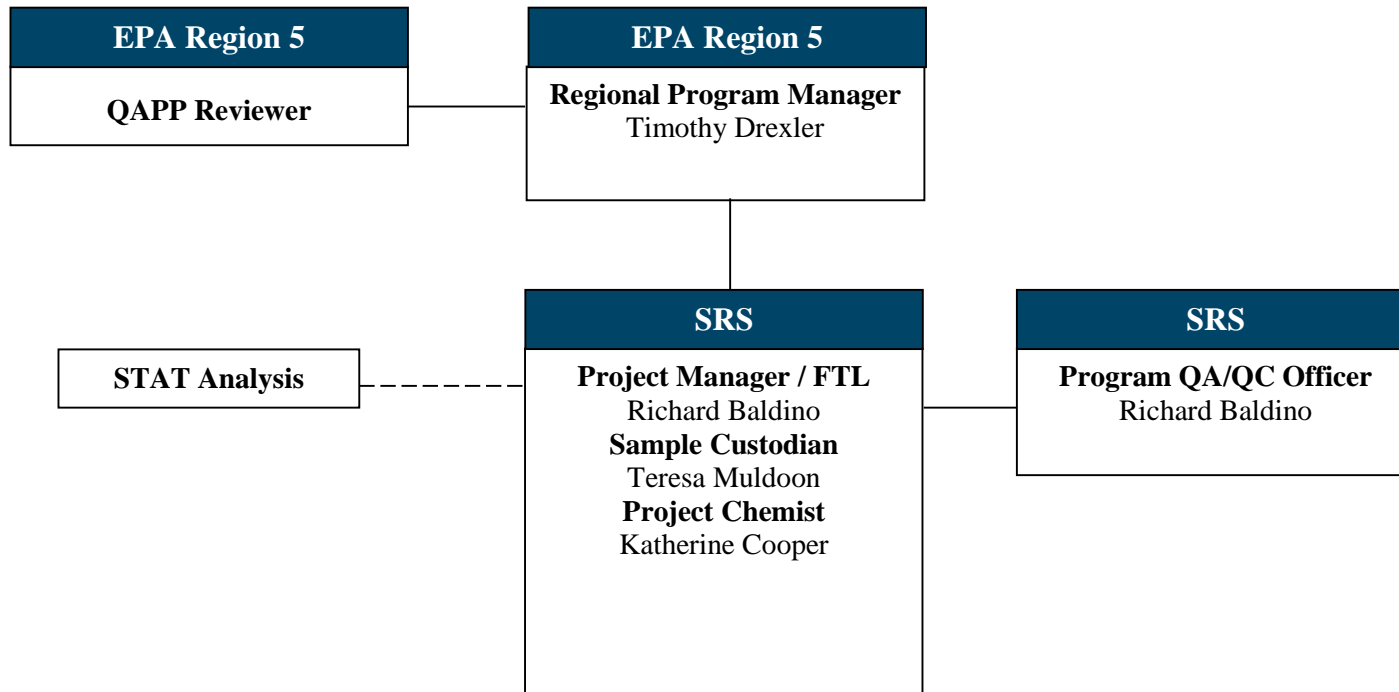 EPA Region 5
QAPP Reviewer
EPA Region 5
Regional Program Manager
Timothy Drexler
STAT Analysis
SRS
Project Manager / FTL
Richard Baldino
Sample Custodian
Teresa Muldoon
Project Chemist
Katherine Cooper
SRS
Program QA/QC Officer
Richard Baldino